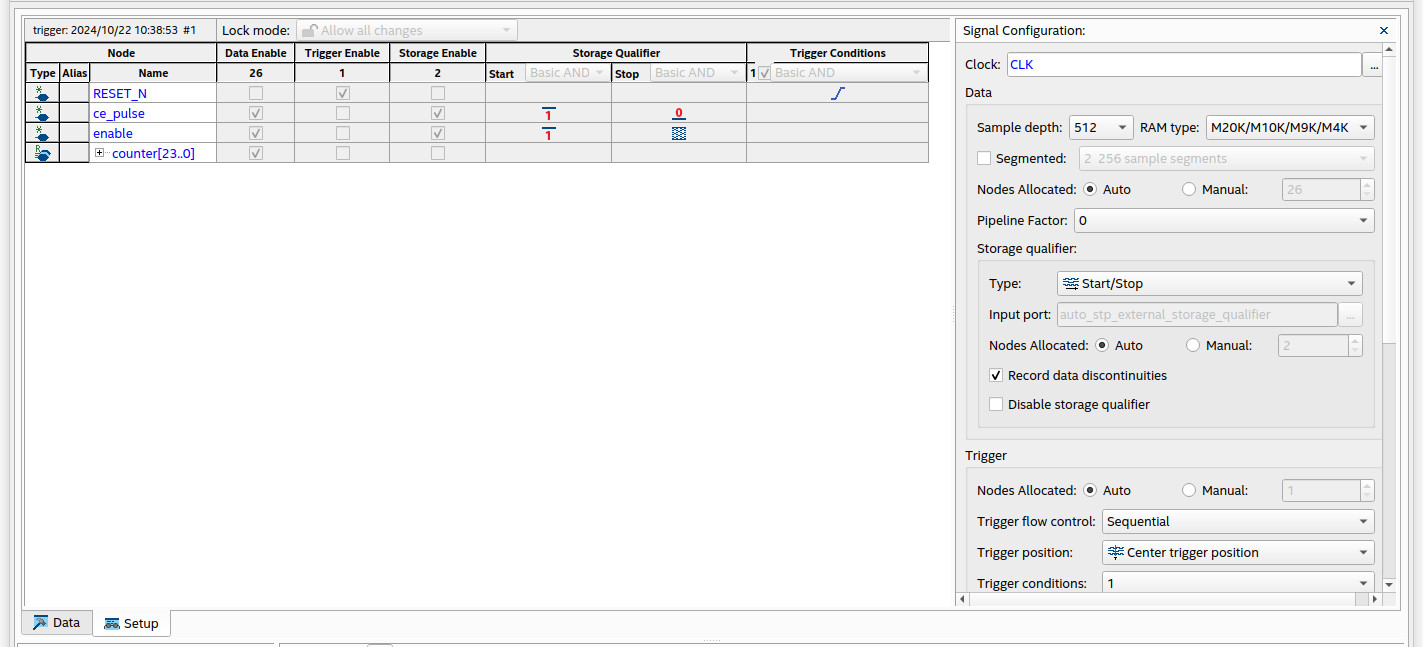 trigger: 2024/10/22 10:38:53 #1 Lock mode: Allow all changes
Node Data Enable Trigger Enable Storage Enable Storage Qualifier Trigger Conditions
Type Alias Name 26 1 2 Start Basic AND Stop Basic AND 1 Basic AND
RESET_N
ce_pulse 1 0
enable 1
counter[23..0]
Signal Configuration:
Clock: CLK ...
Data
Sample depth: 512 RAM type: M20K/M10K/M9K/M4K
Segmented: 2 256 sample segments
Nodes Allocated: Auto Manual: 26
Pipeline Factor: 0
Storage qualifier:
Type: Start/Stop
Input port: auto_stp_external_storage_qualifier ...
Nodes Allocated: Auto Manual: 2
Record data discontinuities
Disable storage qualifier
Trigger
Nodes Allocated: Auto Manual: 1
Trigger flow control: Sequential
Trigger position: Center trigger position
Trigger conditions: 1
Data Setup